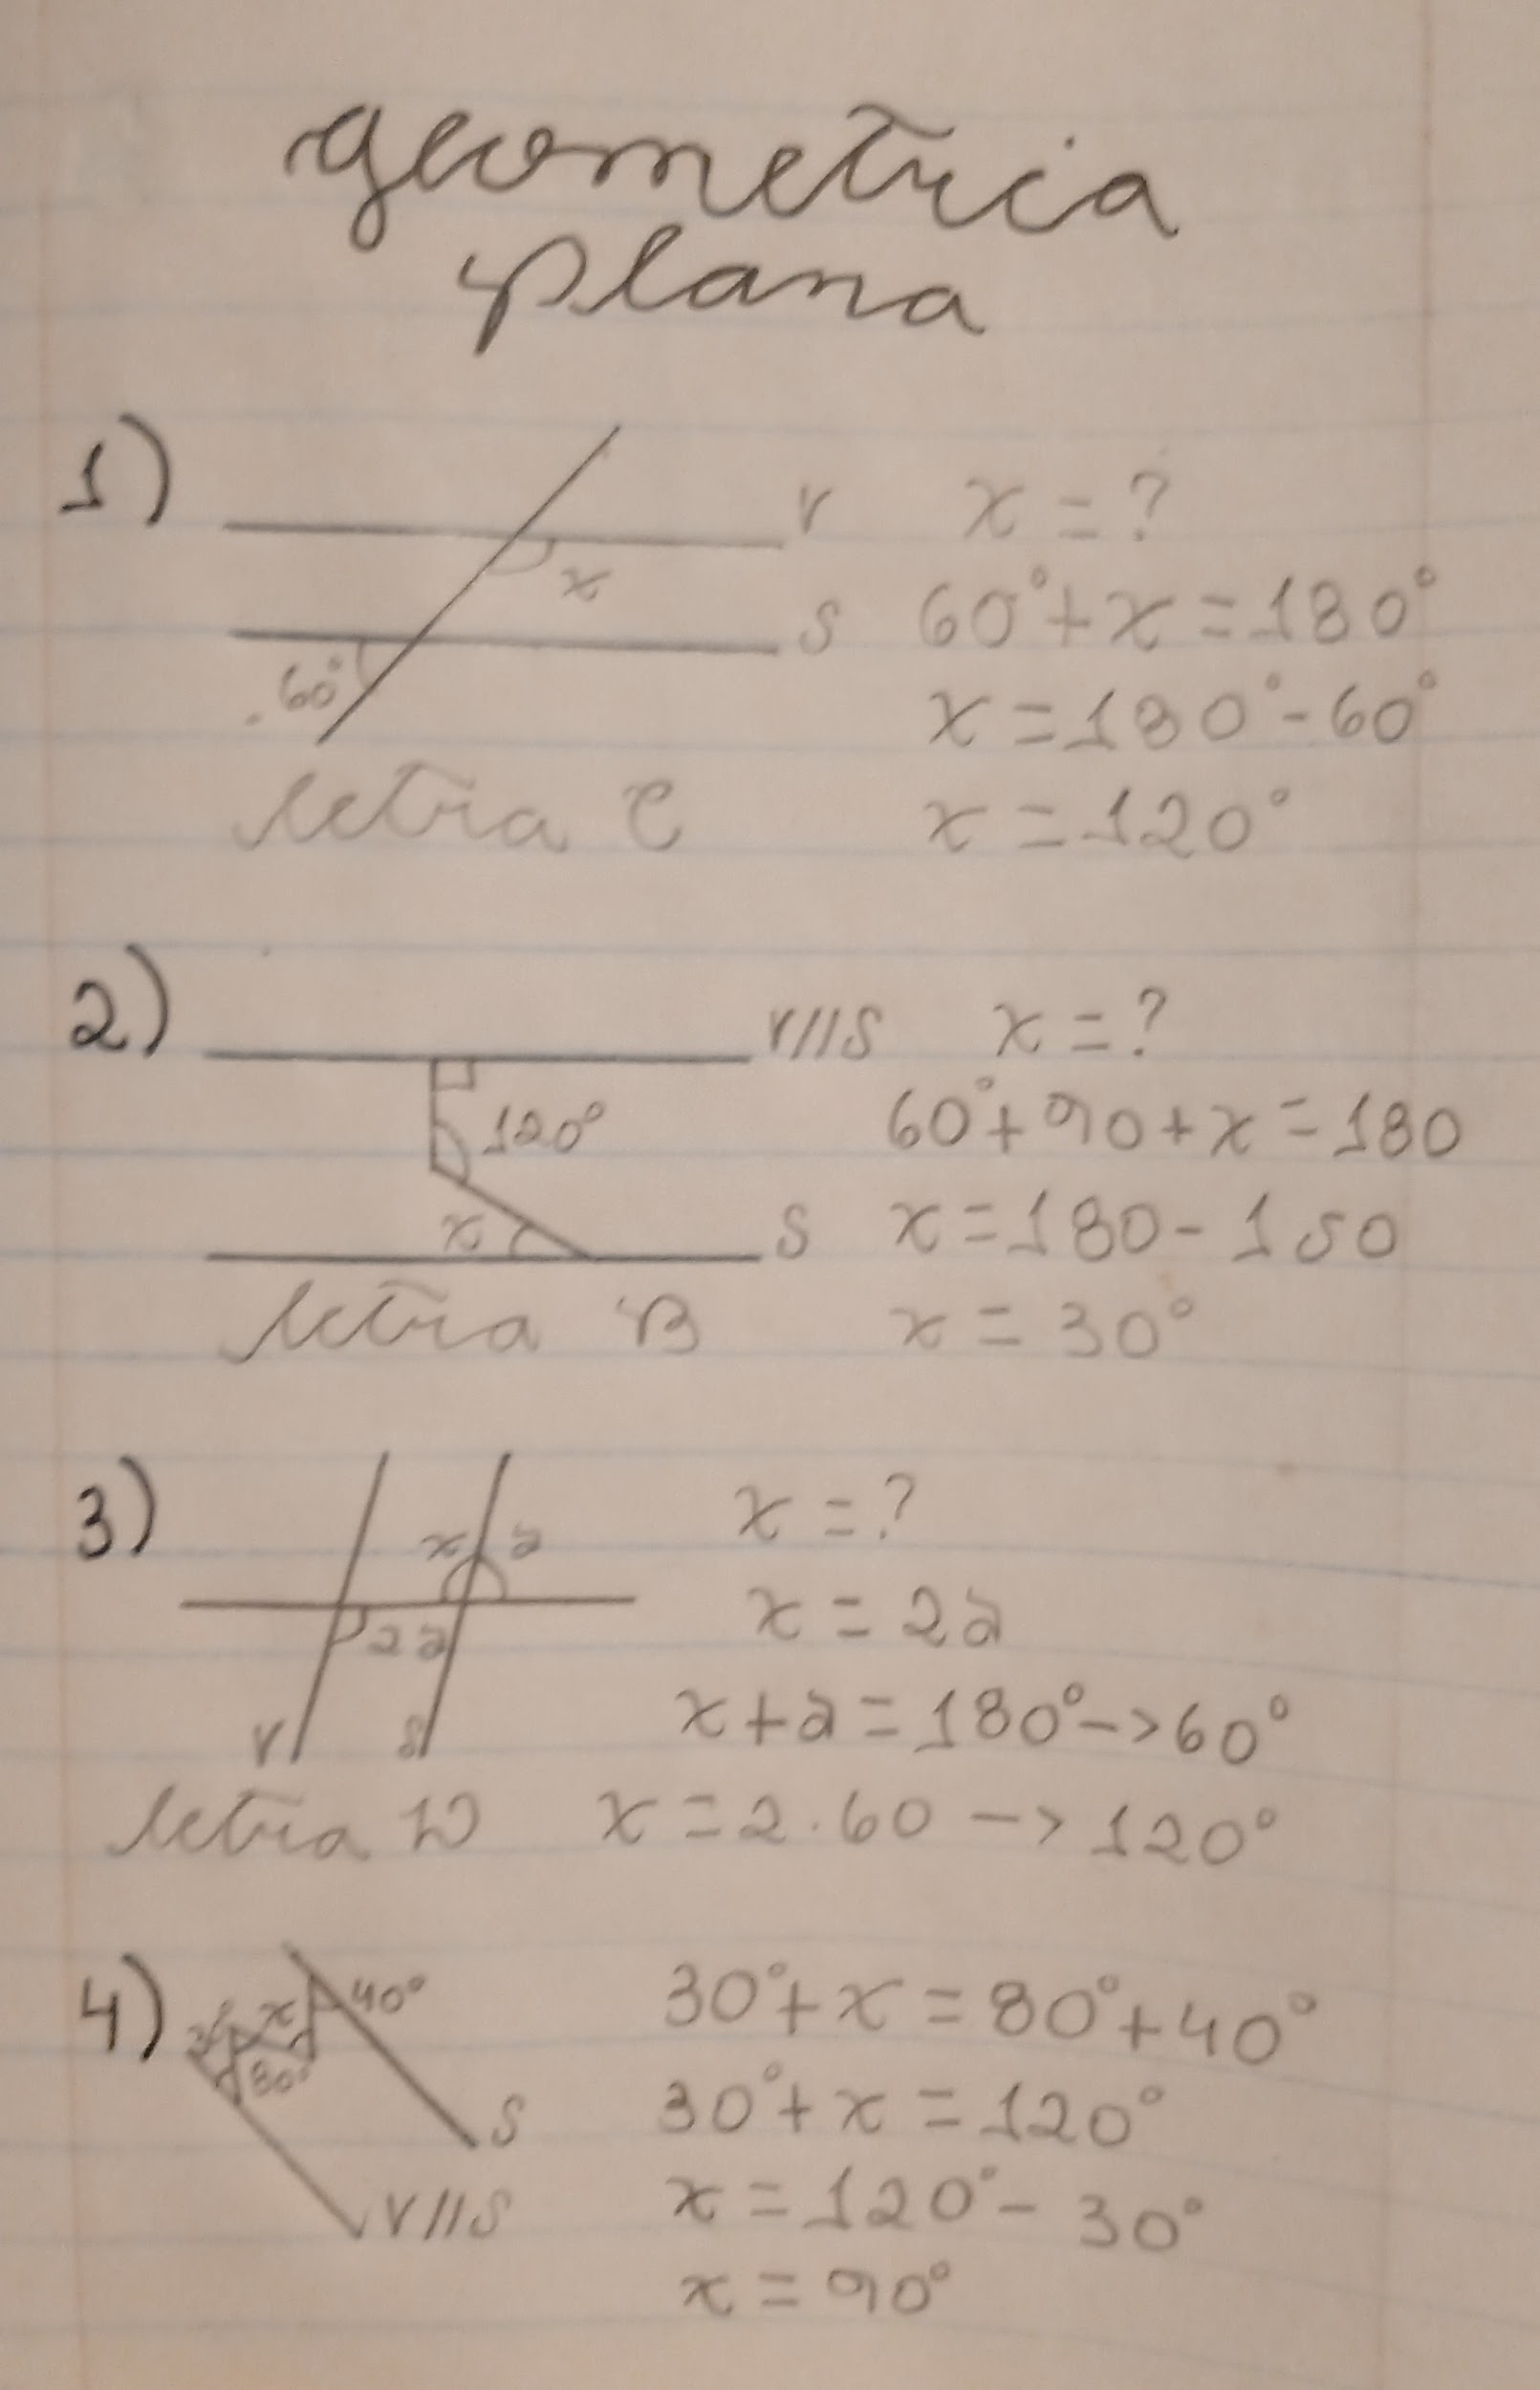 geometria
plana
1) r x = ?
x
s 60° + x = 180°
60° x = 180° - 60°
letra C x = 120°
2) r//s x = ?
120° 60° + 90 + x = 180
x s x = 180 - 150
letra B x = 30°
3) x = ?
x a
2a x = 2a
r s x + a = 180° -> 60°
letra D x = 2 . 60 -> 120°
4) x 40° 30° + x = 80° + 40°
80° 30° + x = 120°
s
r//s x = 120° - 30°
x = 90°